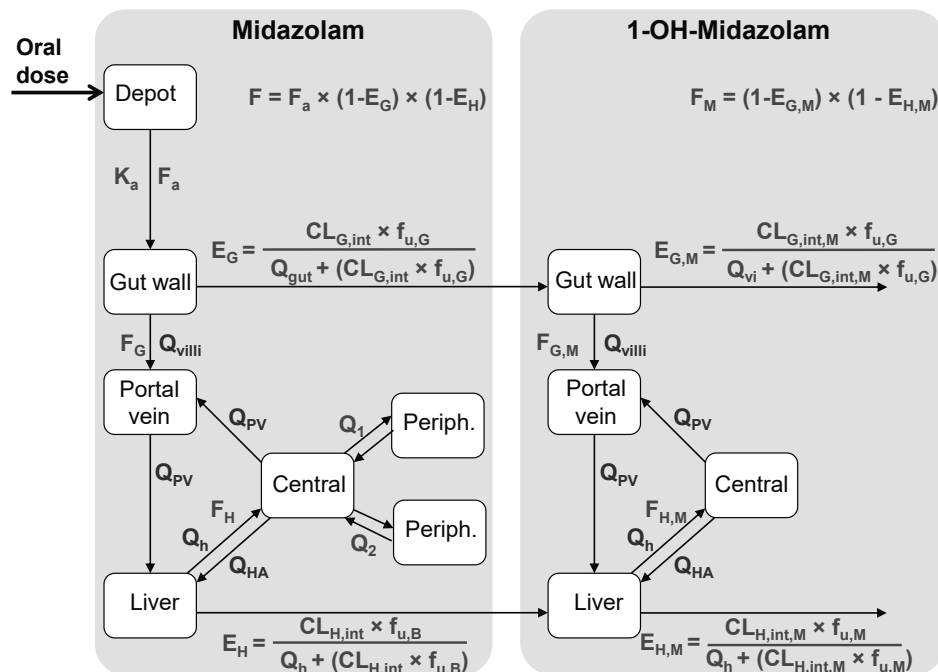 Midazolam
1-OH-Midazolam
Oral
dose
Depot
F = Fₐ × (1-E_G) × (1-E_H)
F_M = (1-E_G,M) × (1 - E_H,M)
Kₐ
Fₐ
E_G = CL_G,int × f_u,G
Q_gut + (CL_G,int × f_u,G)
E_G,M = CL_G,int,M × f_u,G
Q_vi + (CL_G,int,M × f_u,G)
Gut wall
Gut wall
F_G
Q_villi
F_G,M
Q_villi
Portal
vein
Q_PV
Q_1
Periph.
Portal
vein
Q_PV
Q_PV
Central
Q_PV
Central
F_H
Periph.
F_H,M
Q_h
Q_2
Q_h
Q_HA
Q_HA
Liver
Liver
E_H = CL_H,int × f_u,B
Q_h + (CL_H,int × f_u,B)
E_H,M = CL_H,int,M × f_u,M
Q_h + (CL_H,int,M × f_u,M)